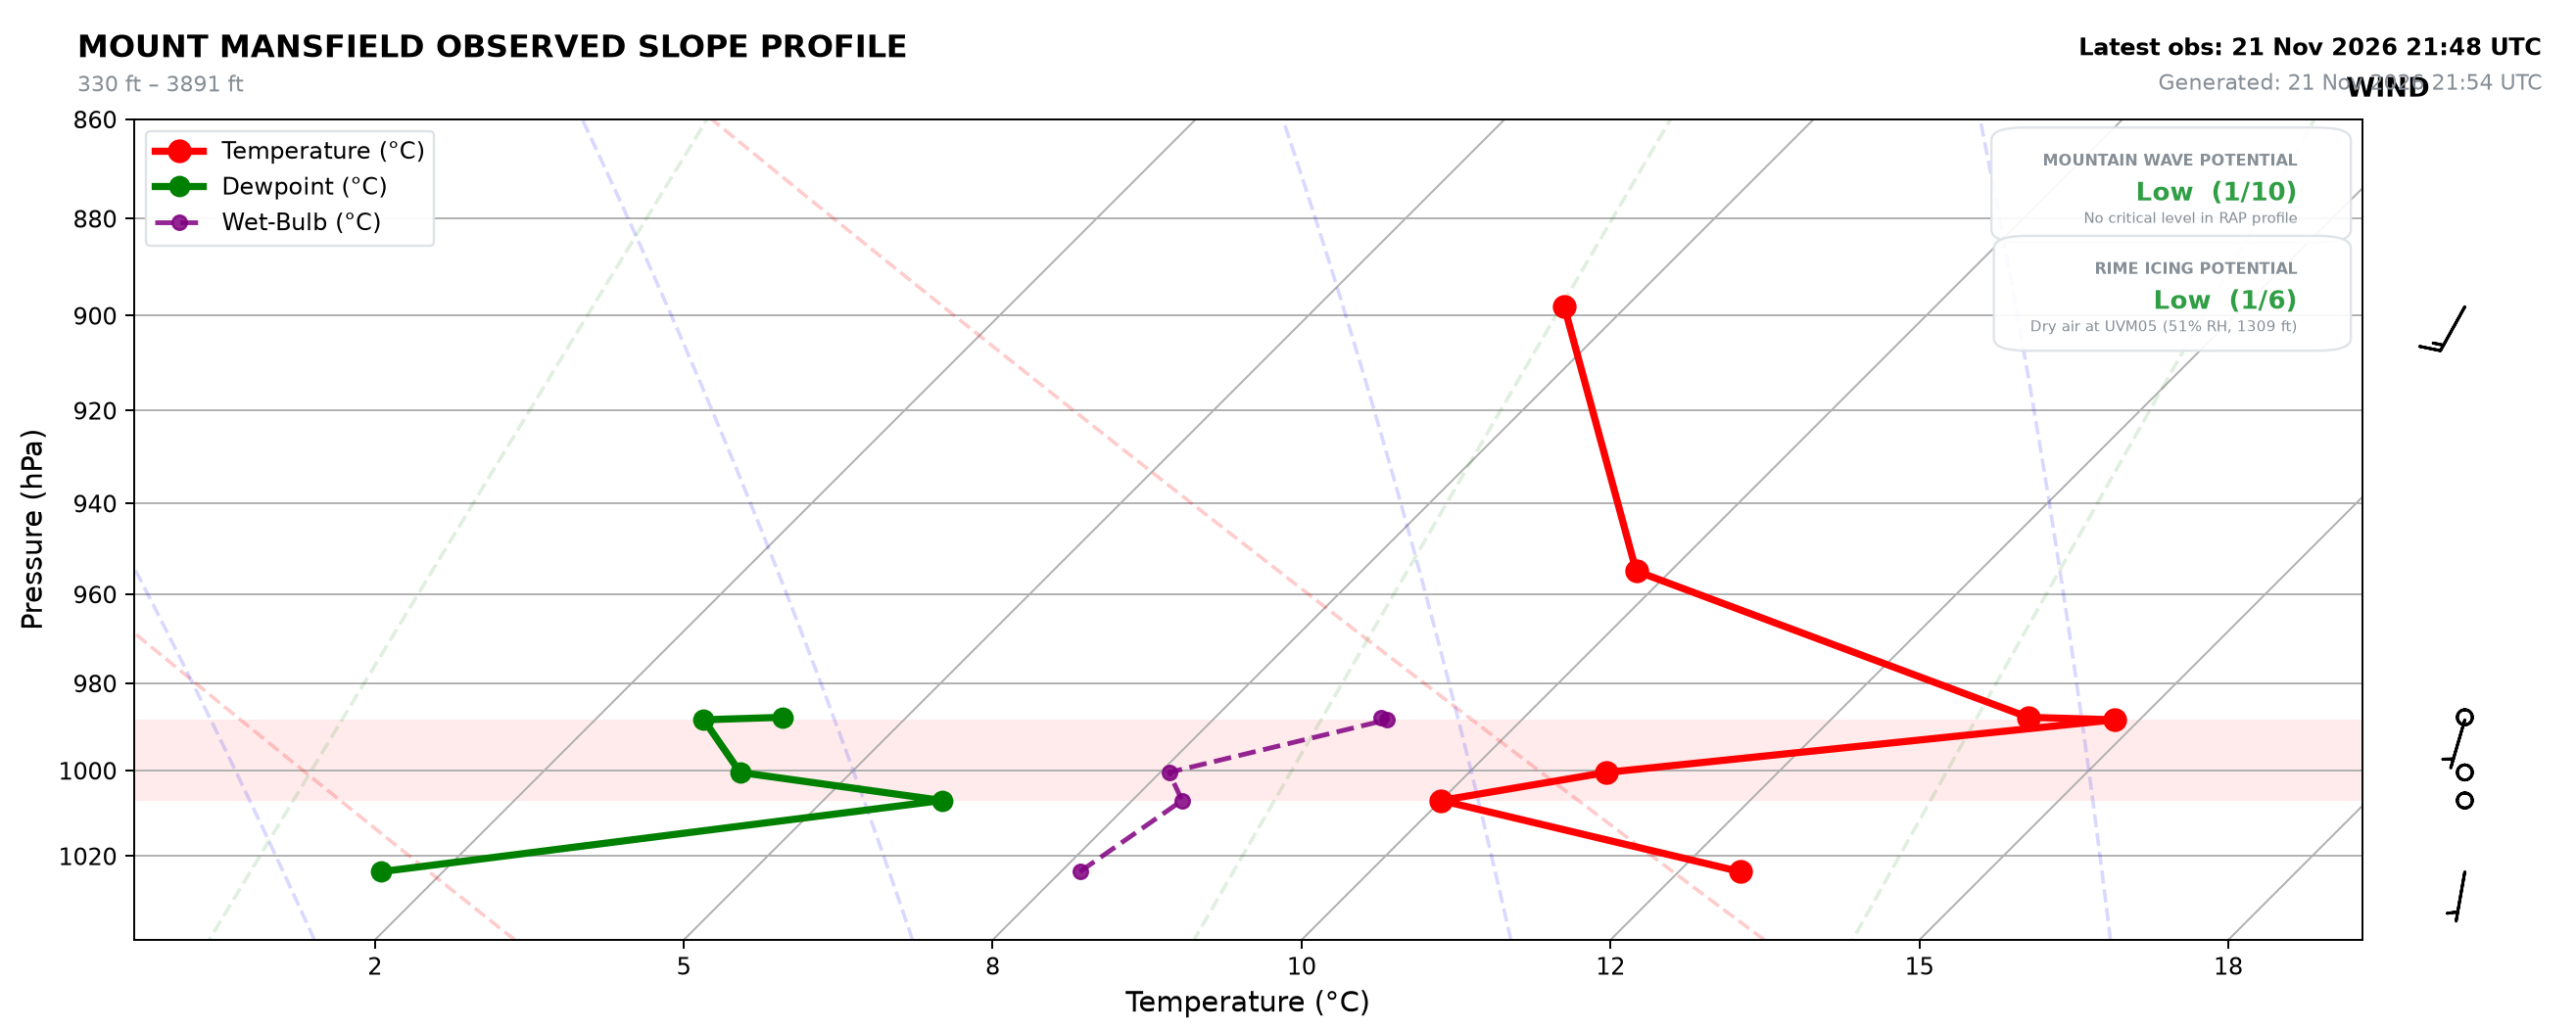 MOUNT MANSFIELD OBSERVED SLOPE PROFILE
Latest obs: 21 Nov 2026 21:48 UTC
330 ft – 3891 ft
Generated: 21 Nov 2026 21:54 UTC
WIND
Temperature (°C)
Dewpoint (°C)
Wet-Bulb (°C)
MOUNTAIN WAVE POTENTIAL
Low (1/10)
No critical level in RAP profile
RIME ICING POTENTIAL
Low (1/6)
Dry air at UVM05 (51% RH, 1309 ft)
Pressure (hPa)
860
880
900
920
940
960
980
1000
1020
2
5
8
10
12
15
18
Temperature (°C)